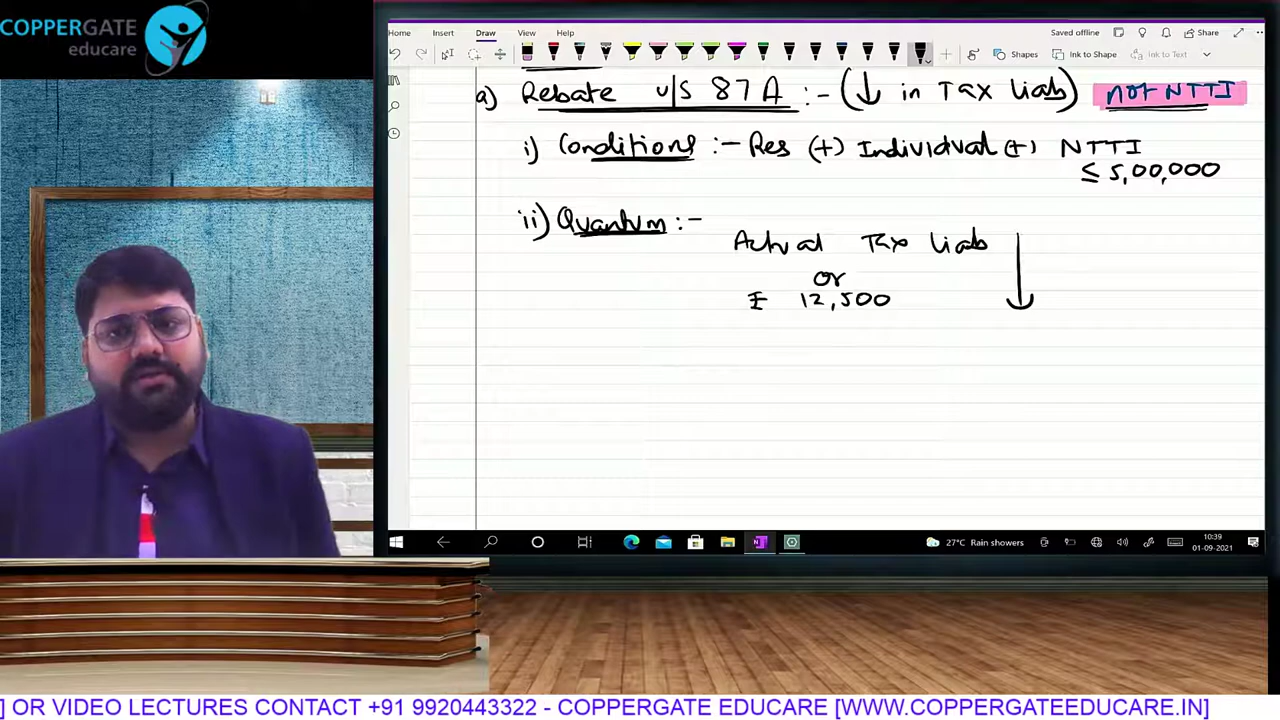 COPPERGATE
educare
Home Insert Draw View Help
Saved offline
Share
Shapes
Ink to Shape
Ink to Text
a) Rebate u/s 87A :- (↓ in Tax liab) not NTTI
i) Conditions :- Res (+) Individual (+) NTTI
≤ 5,00,000
ii) Quantum :-
Actual Tax liab
or
₹ 12,500
27°C Rain showers
10:39
01-09-2021
] OR VIDEO LECTURES CONTACT +91 9920443322 - COPPERGATE EDUCARE [WWW.COPPERGATEEDUCARE.IN]